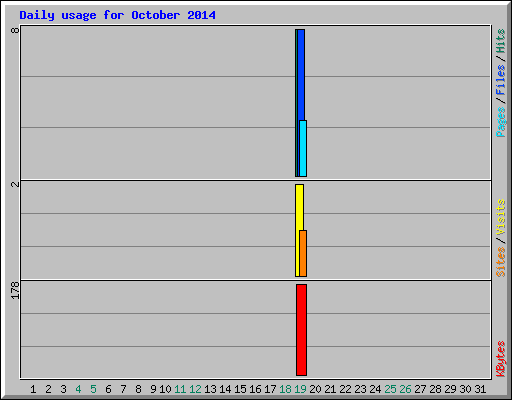 Daily usage for October 2014
8
Pages/Files/Hits
2
Sites/Visits
178
KBytes
1 2 3 4 5 6 7 8 9 10 11 12 13 14 15 16 17 18 19 20 21 22 23 24 25 26 27 28 29 30 31